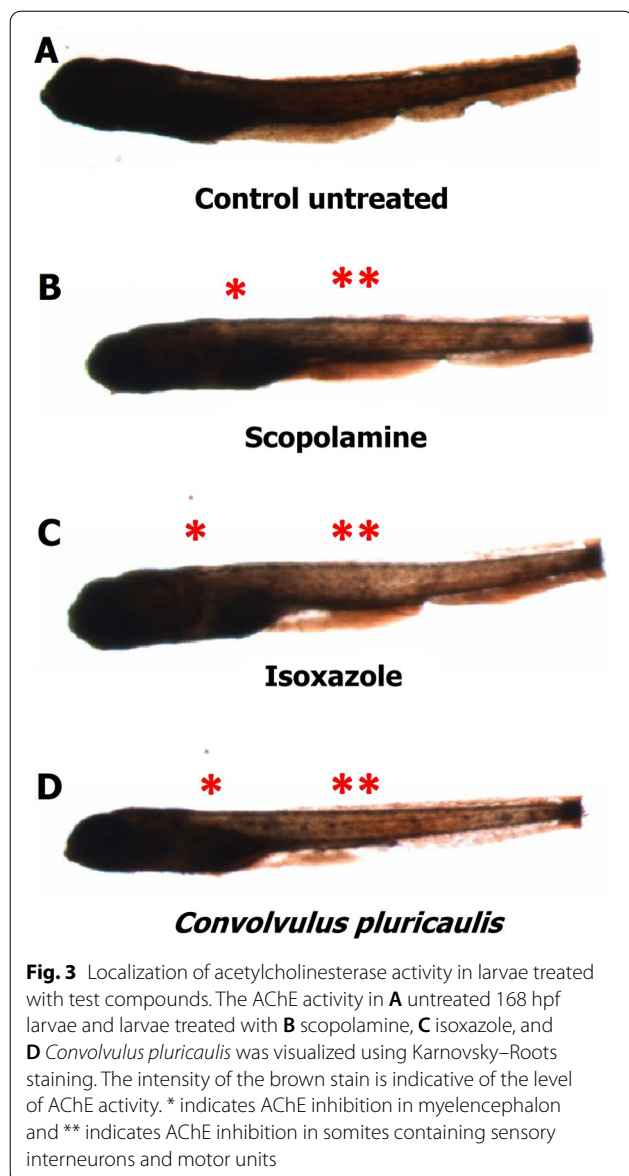 A
Control untreated
B
* **
Scopolamine
*
C
* **
Isoxazole
*
D
* **
Convolvulus pluricaulis
Fig. 3 Localization of acetylcholinesterase activity in larvae treated
with test compounds. The AChE activity in A untreated 168 hpf
larvae and larvae treated with B scopolamine, C isoxazole, and
D Convolvulus pluricaulis was visualized using Karnovsky–Roots
staining. The intensity of the brown stain is indicative of the level
of AChE activity. * indicates AChE inhibition in myelencephalon
and ** indicates AChE inhibition in somites containing sensory
interneurons and motor units